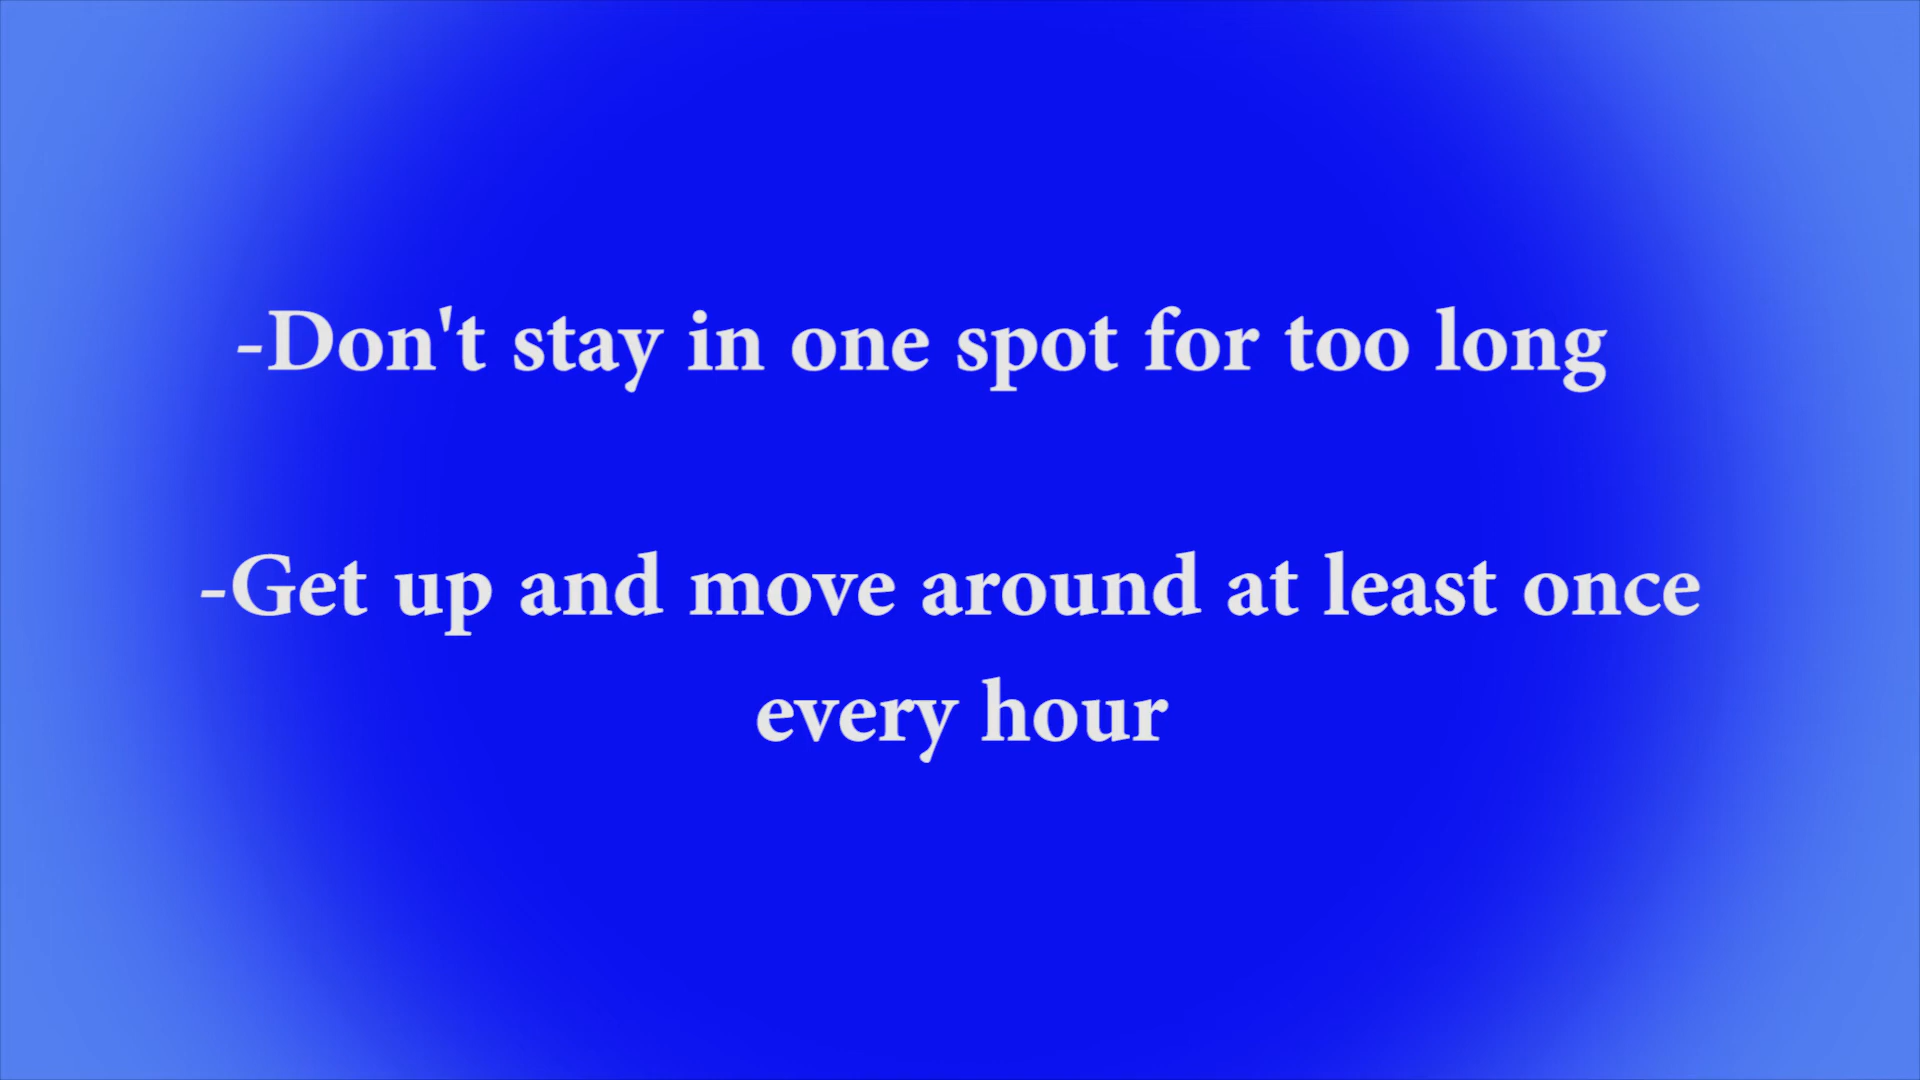 -Don't stay in one spot for too long
-Get up and move around at least once
every hour